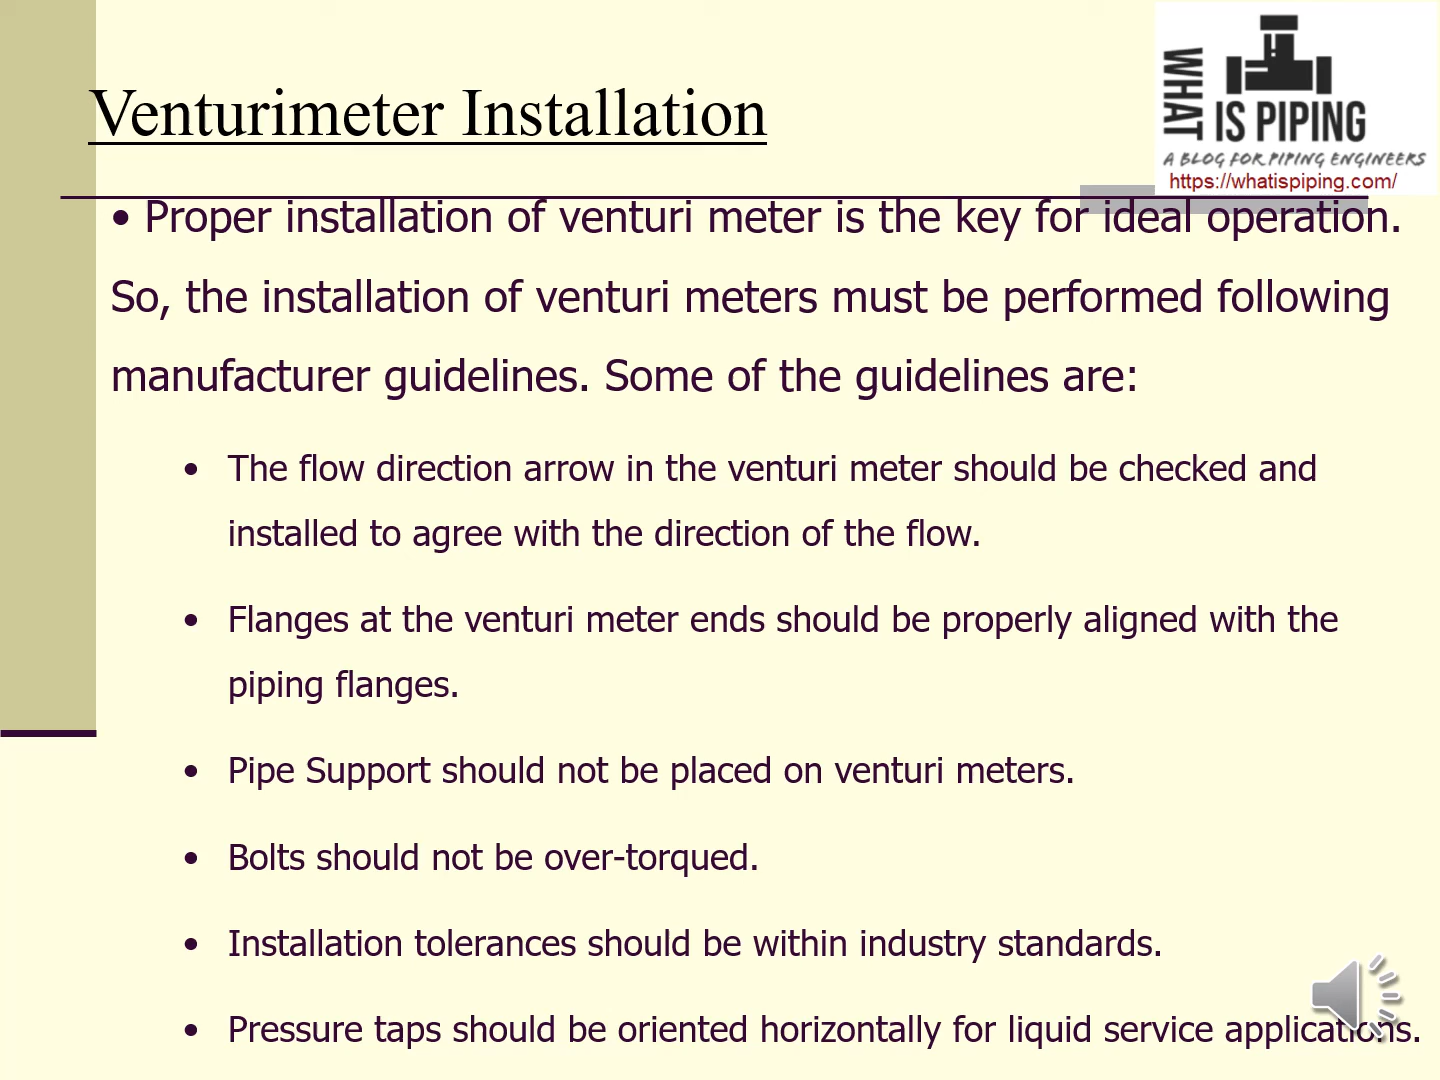 WHAT
IS PIPING
A BLOG FOR PIPING ENGINEERS
https://whatispiping.com/
Venturimeter Installation
• Proper installation of venturi meter is the key for ideal operation.
So, the installation of venturi meters must be performed following
manufacturer guidelines. Some of the guidelines are:
• The flow direction arrow in the venturi meter should be checked and
installed to agree with the direction of the flow.
• Flanges at the venturi meter ends should be properly aligned with the
piping flanges.
• Pipe Support should not be placed on venturi meters.
• Bolts should not be over-torqued.
• Installation tolerances should be within industry standards.
• Pressure taps should be oriented horizontally for liquid service applications.